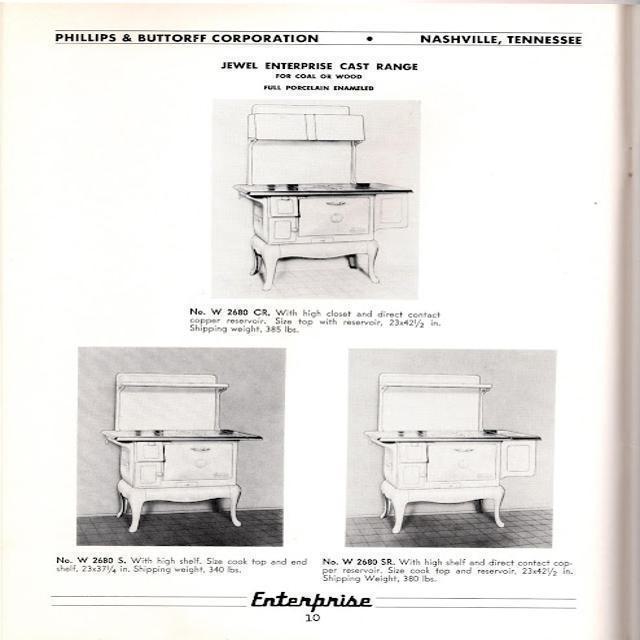 PHILLIPS & BUTTORFF CORPORATION • NASHVILLE, TENNESSEE
JEWEL ENTERPRISE CAST RANGE
FOR COAL OR WOOD
FULL PORCELAIN ENAMELED
No. W 2680 CR. With high closet and direct contact
copper reservoir. Size top with reservoir, 23x42½ in.
Shipping weight, 385 lbs.
No. W 2680 S. With high shelf. Size cook top and end
shelf, 23x37¼ in. Shipping weight, 340 lbs.
No. W 2680 SR. With high shelf and direct contact cop-
per reservoir. Size cook top and reservoir, 23x42½ in.
Shipping Weight, 380 lbs.
Enterprise
10